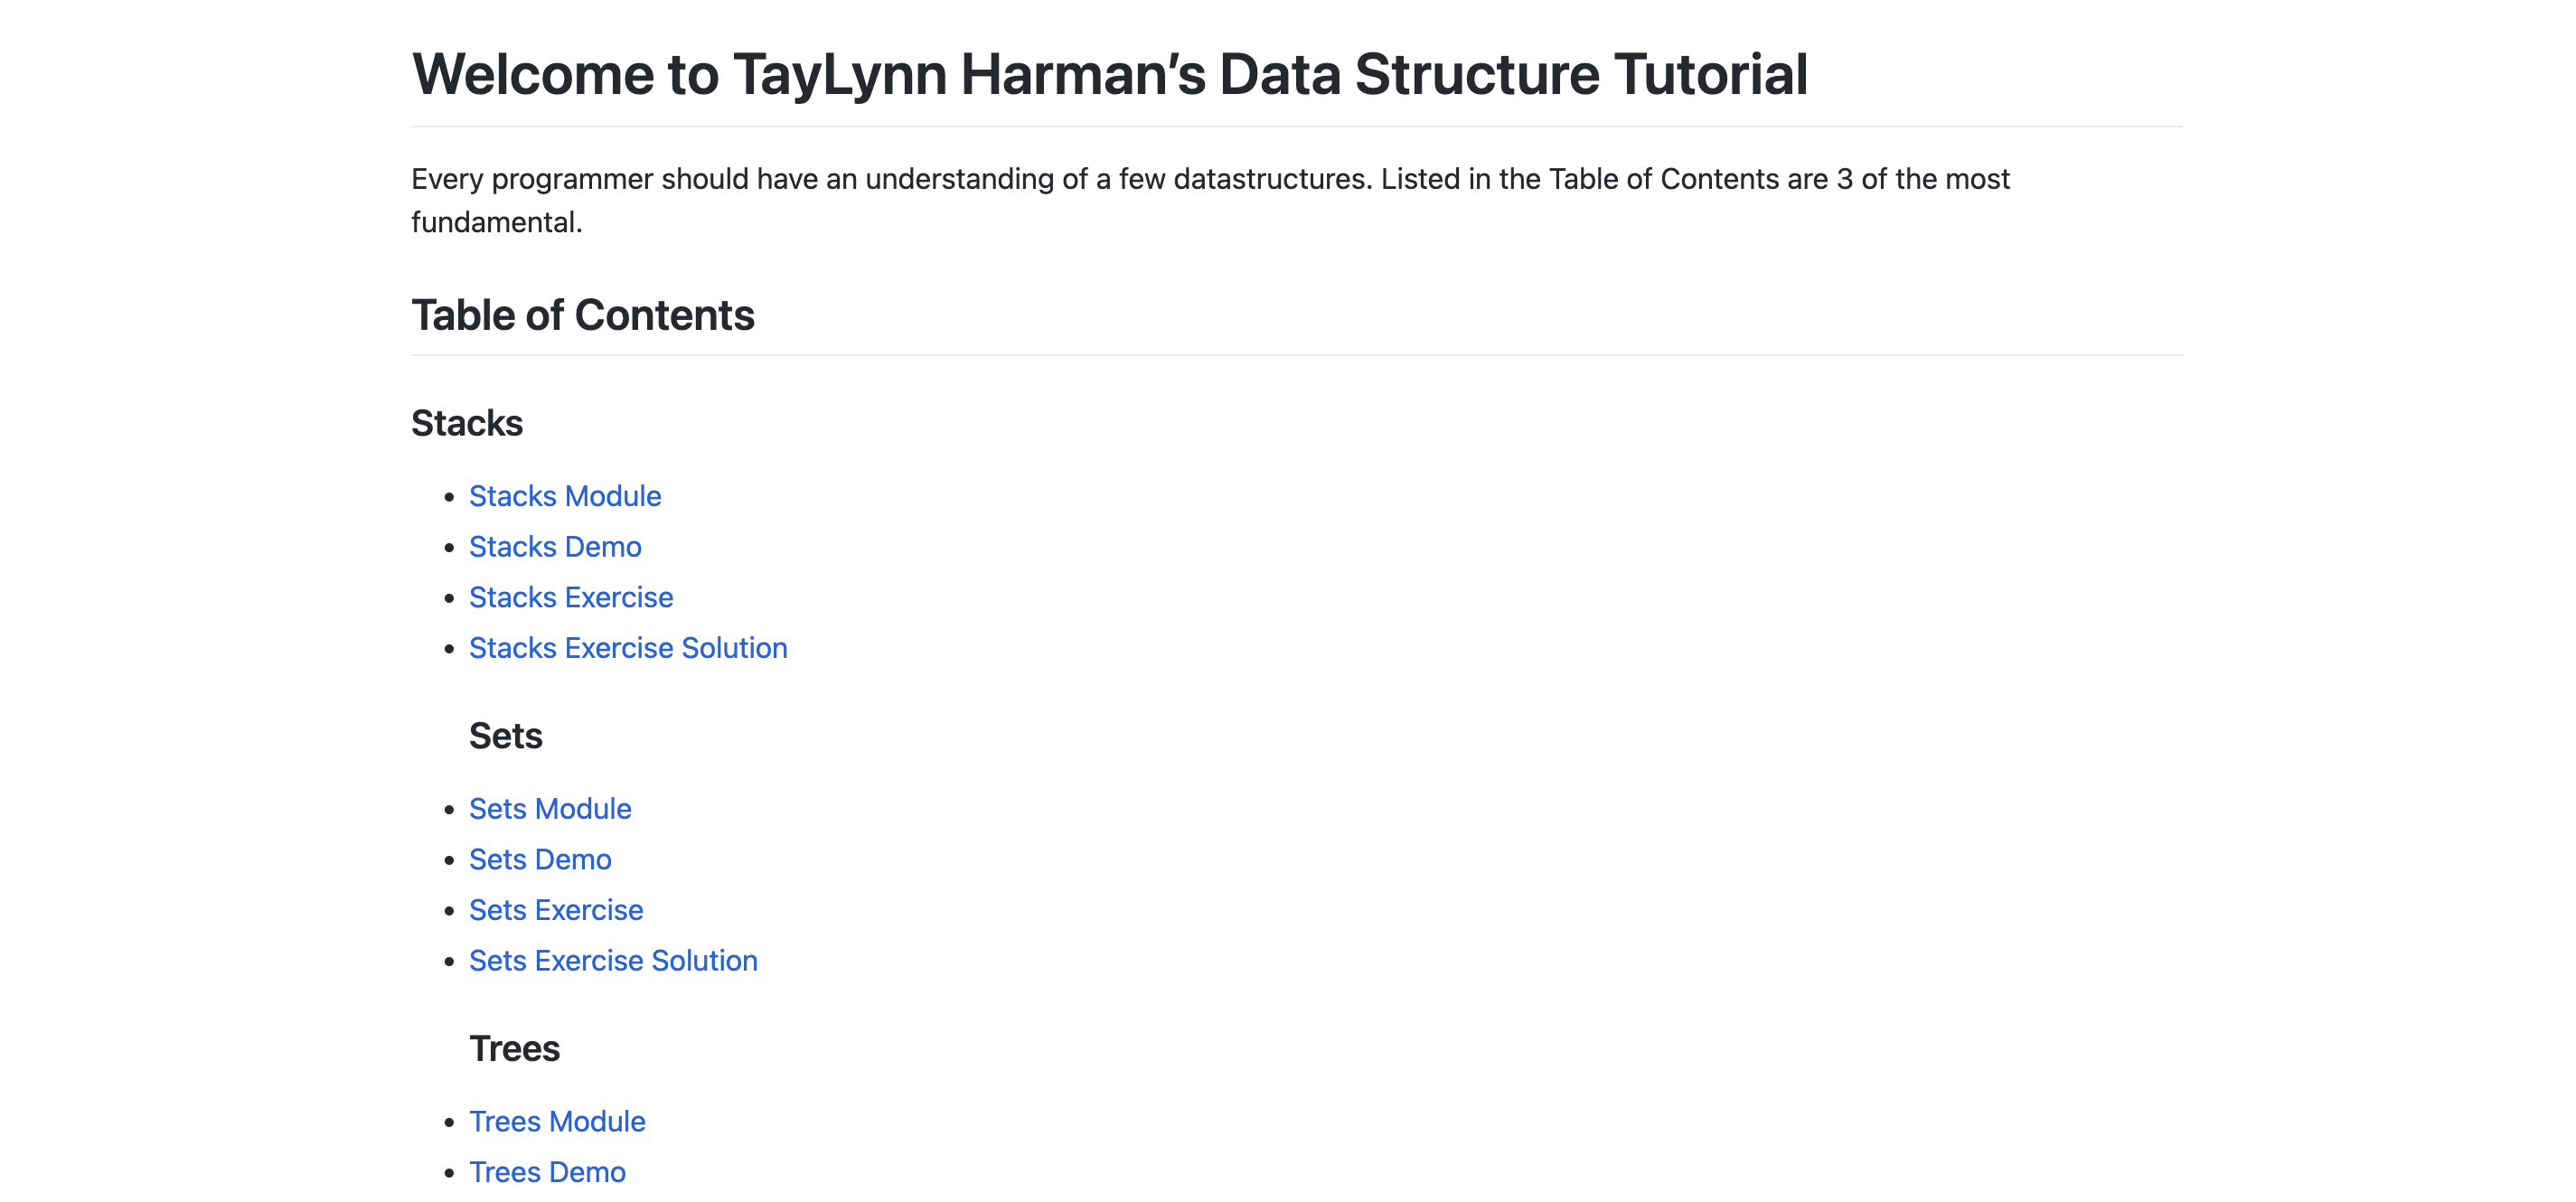 Welcome to TayLynn Harman’s Data Structure Tutorial
Every programmer should have an understanding of a few datastructures. Listed in the Table of Contents are 3 of the most
fundamental.
Table of Contents
Stacks
Stacks Module
Stacks Demo
Stacks Exercise
Stacks Exercise Solution
Sets
Sets Module
Sets Demo
Sets Exercise
Sets Exercise Solution
Trees
Trees Module
Trees Demo